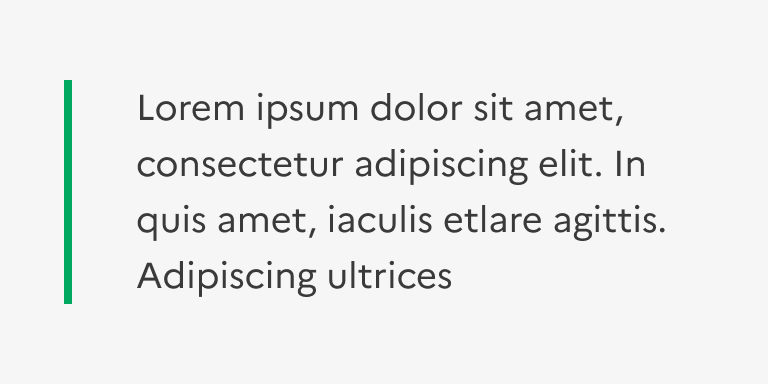 Lorem ipsum dolor sit amet,
consectetur adipiscing elit. In
quis amet, iaculis etlare agittis.
Adipiscing ultrices